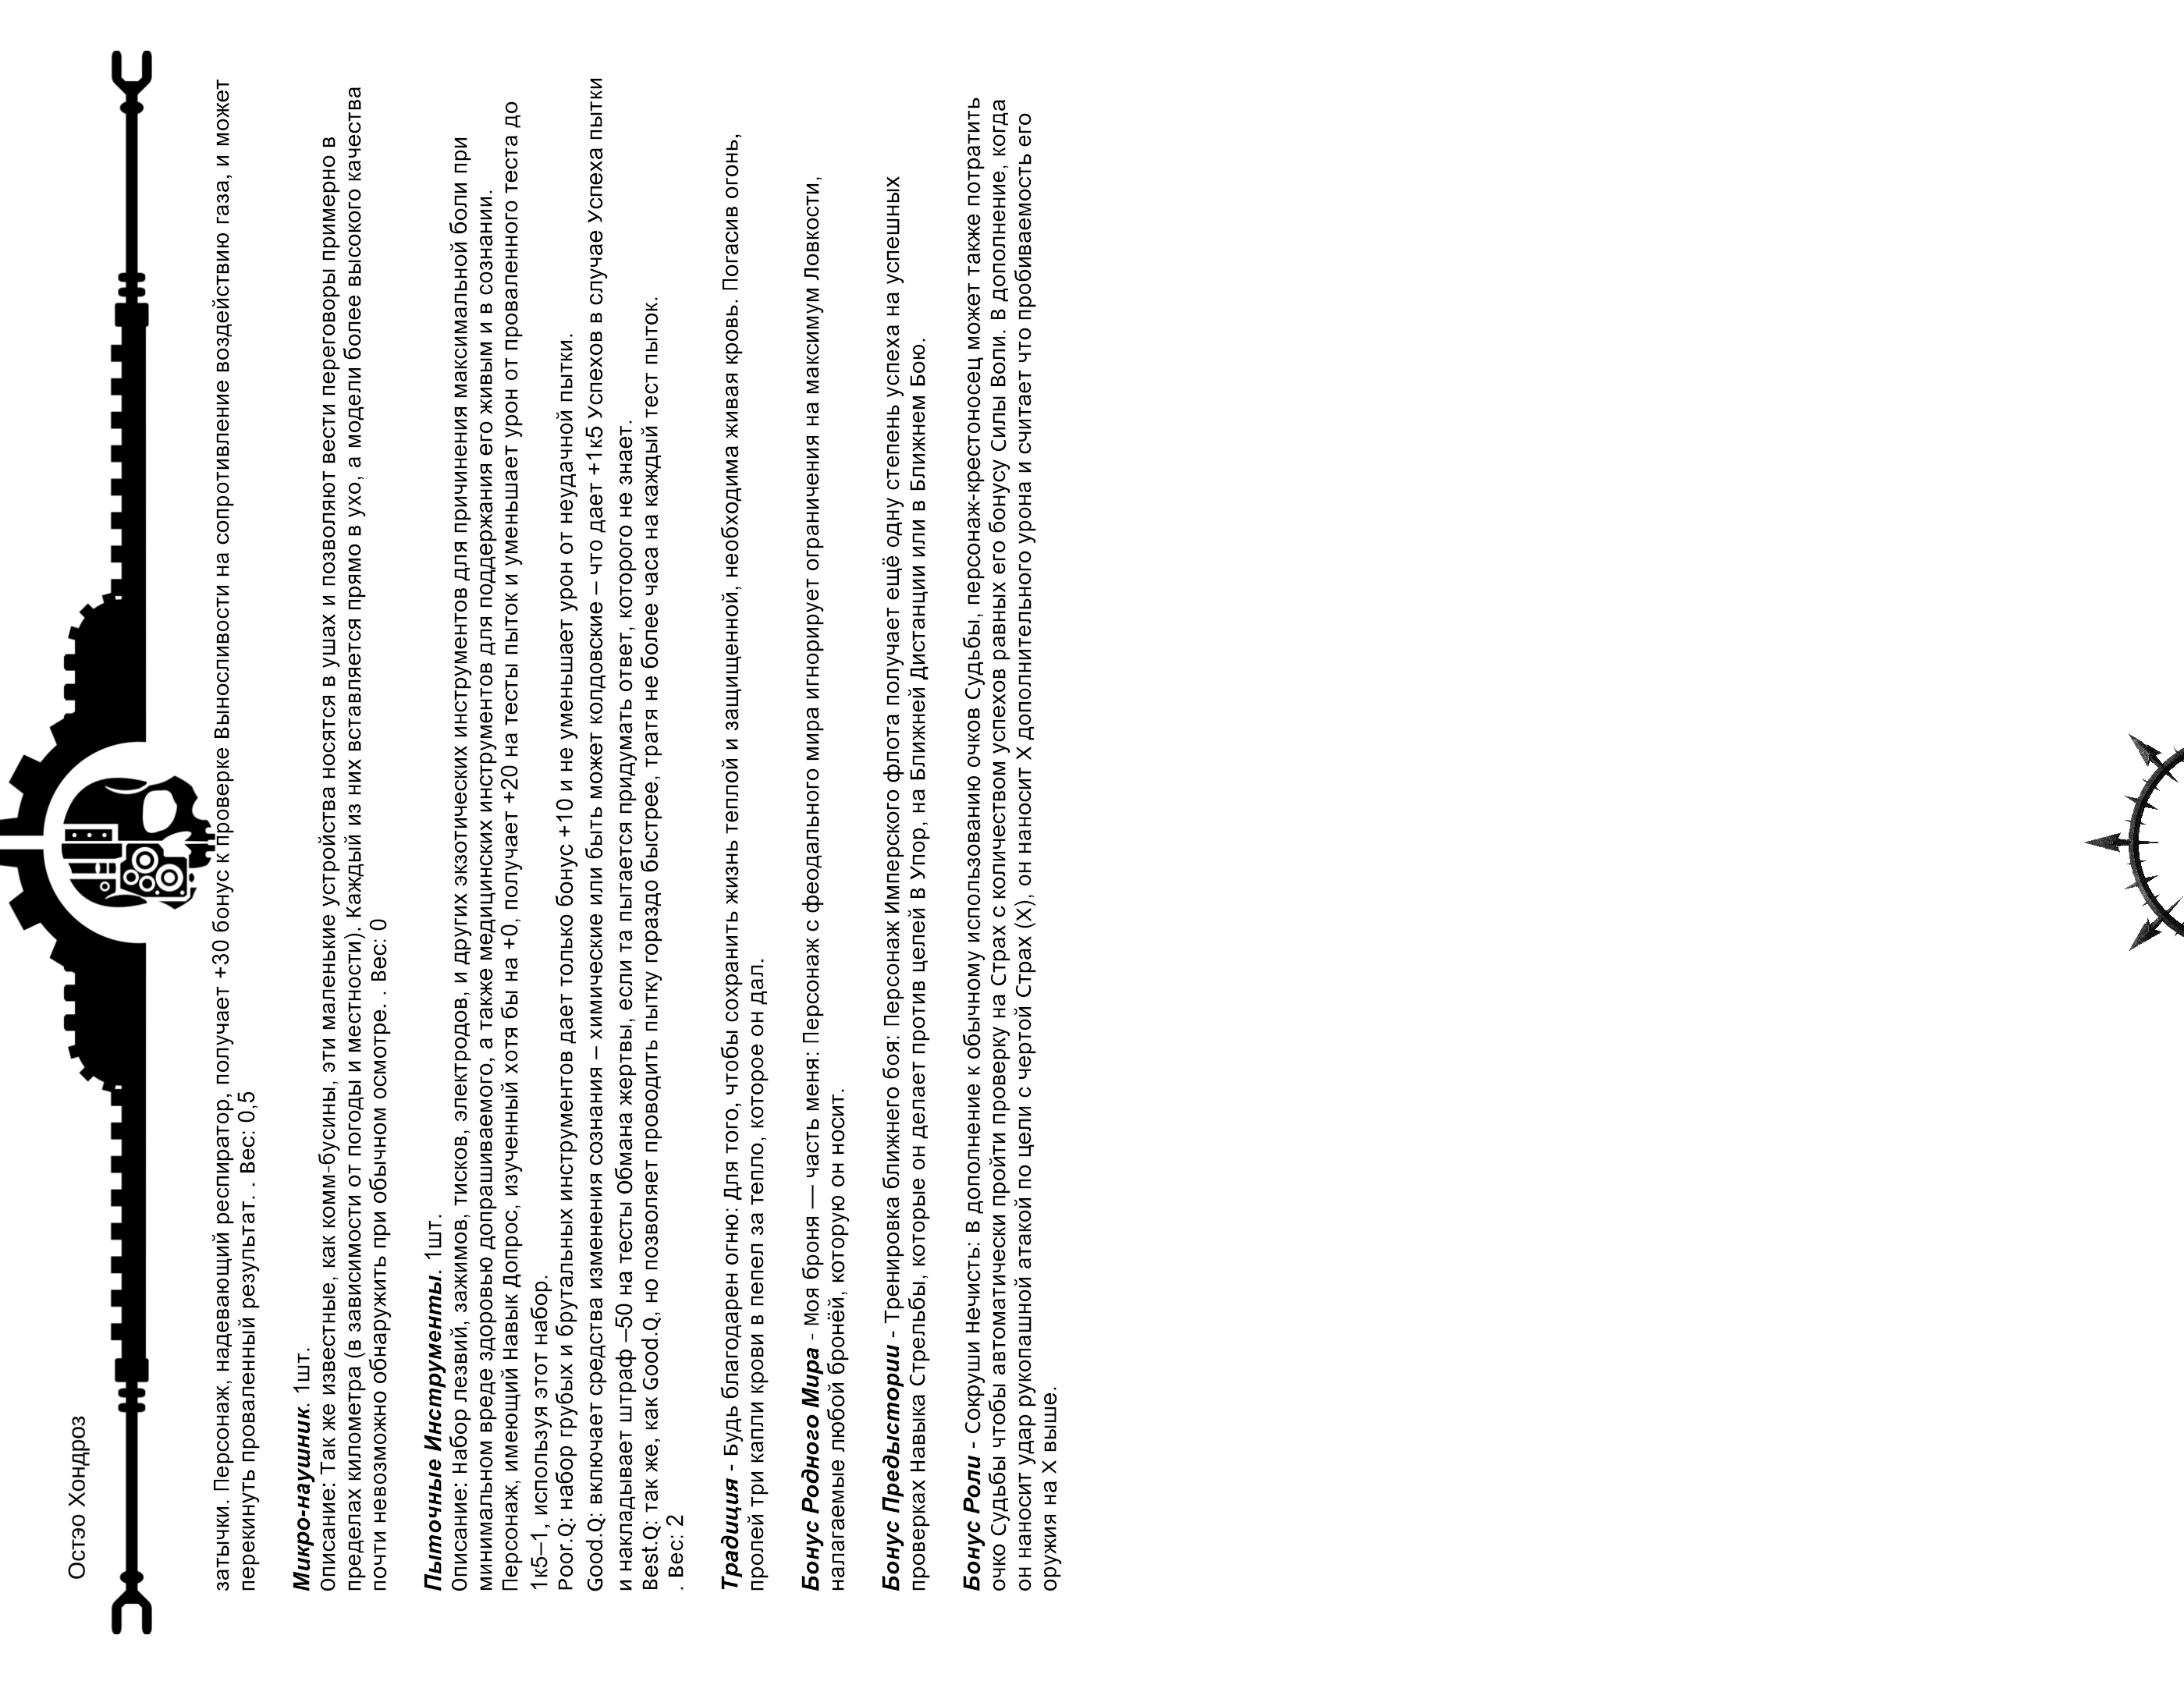 Остэо Хондроз
затычки. Персонаж, надевающий респиратор, получает +30 бонус к проверке Выносливости на сопротивление воздействию газа, и может
перекинуть проваленный результат. . Вес: 0,5
Микро-наушник. 1шт.
Описание: Так же известные, как комм-бусины, эти маленькие устройства носятся в ушах и позволяют вести переговоры примерно в
пределах километра (в зависимости от погоды и местности). Каждый из них вставляется прямо в ухо, а модели более высокого качества
почти невозможно обнаружить при обычном осмотре. . Вес: 0
Пыточные Инструменты. 1шт.
Описание: Набор лезвий, зажимов, тисков, электродов, и других экзотических инструментов для причинения максимальной боли при
минимальном вреде здоровью допрашиваемого, а также медицинских инструментов для поддержания его живым и в сознании.
Персонаж, имеющий Навык Допрос, изученный хотя бы на +0, получает +20 на тесты пыток и уменьшает урон от проваленного теста до
1к5–1, используя этот набор.
Poor.Q: набор грубых и брутальных инструментов дает только бонус +10 и не уменьшает урон от неудачной пытки.
Good.Q: включает средства изменения сознания – химические или быть может колдовские – что дает +1к5 Успехов в случае Успеха пытки
и накладывает штраф –50 на тесты Обмана жертвы, если та пытается придумать ответ, которого не знает.
Best.Q: так же, как Good.Q, но позволяет проводить пытку гораздо быстрее, тратя не более часа на каждый тест пыток.
. Вес: 2
Традиция - Будь благодарен огню: Для того, чтобы сохранить жизнь теплой и защищенной, необходима живая кровь. Погасив огонь,
пролей три капли крови в пепел за тепло, которое он дал.
Бонус Родного Мира - Моя броня — часть меня: Персонаж с феодального мира игнорирует ограничения на максимум Ловкости,
налагаемые любой бронёй, которую он носит.
Бонус Предыстории - Тренировка ближнего боя: Персонаж Имперского флота получает ещё одну степень успеха на успешных
проверках Навыка Стрельбы, которые он делает против целей В Упор, на Ближней Дистанции или в Ближнем Бою.
Бонус Роли - Сокруши Нечисть: В дополнение к обычному использованию очков Судьбы, персонаж-крестоносец может также потратить
очко Судьбы чтобы автоматически пройти проверку на Страх с количеством успехов равных его бонусу Силы Воли. В дополнение, когда
он наносит удар рукопашной атакой по цели с чертой Страх (X), он наносит X дополнительного урона и считает что пробиваемость его
оружия на X выше.